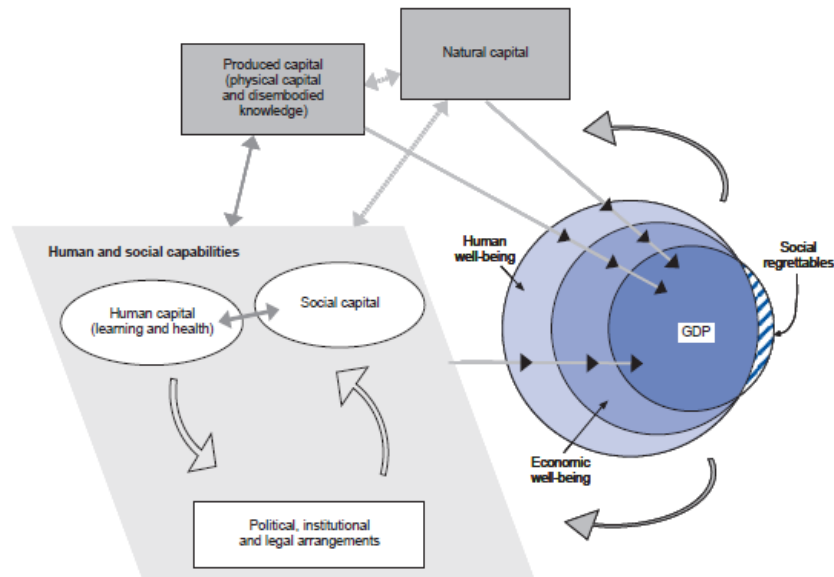 Produced capital
(physical capital
and disembodied
knowledge)
Natural capital
Human and social capabilities
Human capital
(learning and health)
Social capital
Political, institutional
and legal arrangements
Human
well-being
Social
regrettables
GDP
Economic
well-being